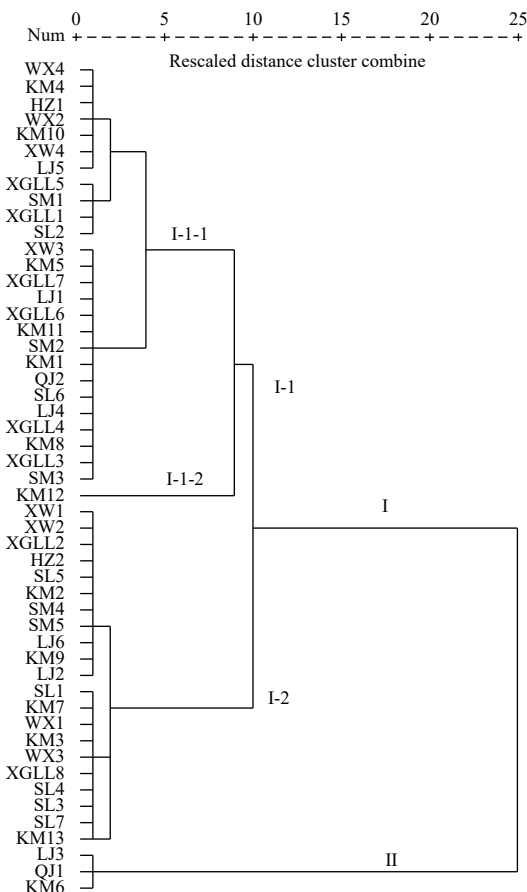 0 5 10 15 20 25
Num
Rescaled distance cluster combine
WX4
KM4
HZ1
WX2
KM10
XW4
LJ5
XGLL5
SM1
XGLL1
SL2
I-1-1
XW3
KM5
XGLL7
LJ1
XGLL6
KM11
SM2
KM1
QJ2
I-1
SL6
LJ4
XGLL4
KM8
XGLL3
SM3
I-1-2
KM12
I
XW1
XW2
XGLL2
HZ2
SL5
KM2
SM4
SM5
LJ6
KM9
LJ2
SL1
I-2
KM7
WX1
KM3
WX3
XGLL8
SL4
SL3
SL7
KM13
LJ3
II
QJ1
KM6